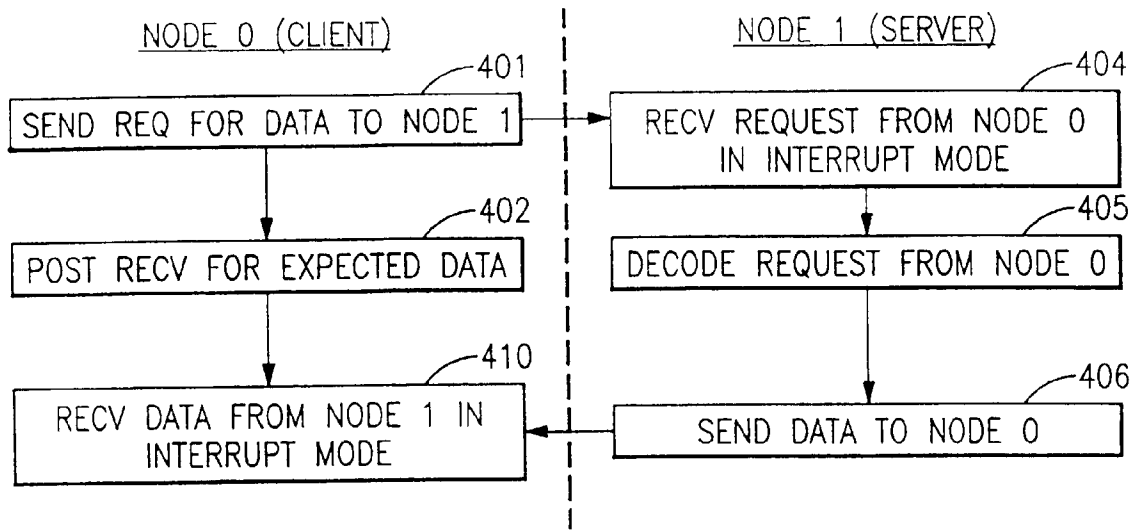 NODE 0 (CLIENT)
NODE 1 (SERVER)
401
SEND REQ FOR DATA TO NODE 1
404
RECV REQUEST FROM NODE 0
IN INTERRUPT MODE
402
POST RECV FOR EXPECTED DATA
405
DECODE REQUEST FROM NODE 0
410
RECV DATA FROM NODE 1 IN
INTERRUPT MODE
406
SEND DATA TO NODE 0